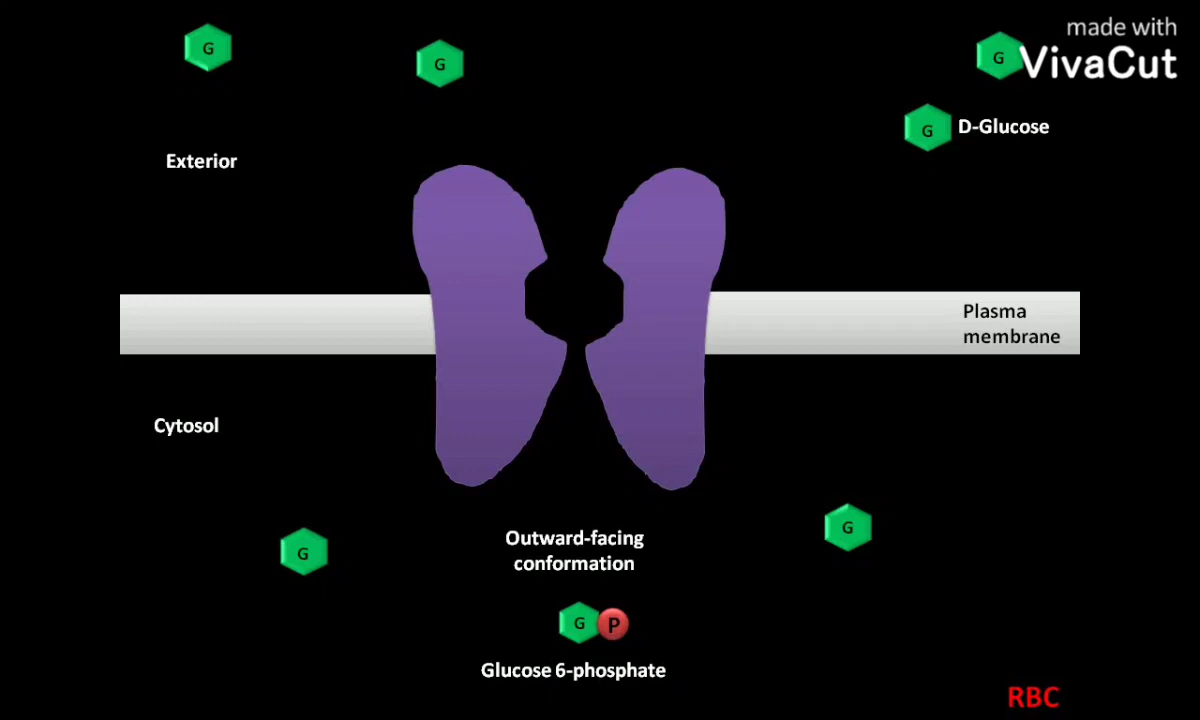 made with
VivaCut
G
G
G
G D-Glucose
Exterior
Plasma
membrane
Cytosol
G
G
Outward-facing
conformation
G P
Glucose 6-phosphate
RBC